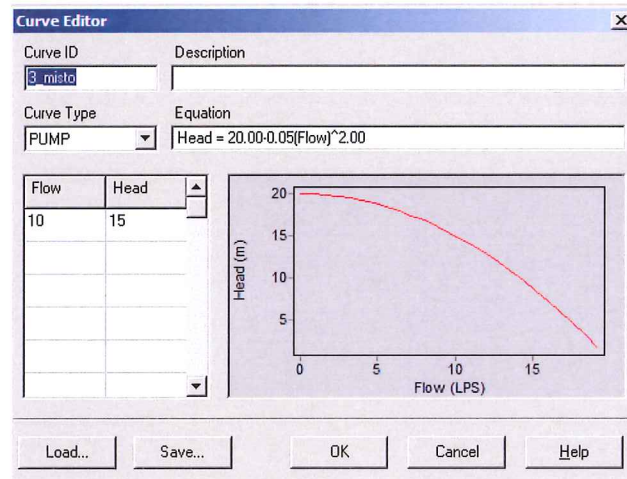 Curve Editor
Curve ID Description
3_misto
Curve Type Equation
PUMP Head = 20.00-0.05(Flow)^2.00
Flow Head
10 15
20
15
10
5
Head (m)
0 5 10 15
Flow (LPS)
Load... Save... OK Cancel Help